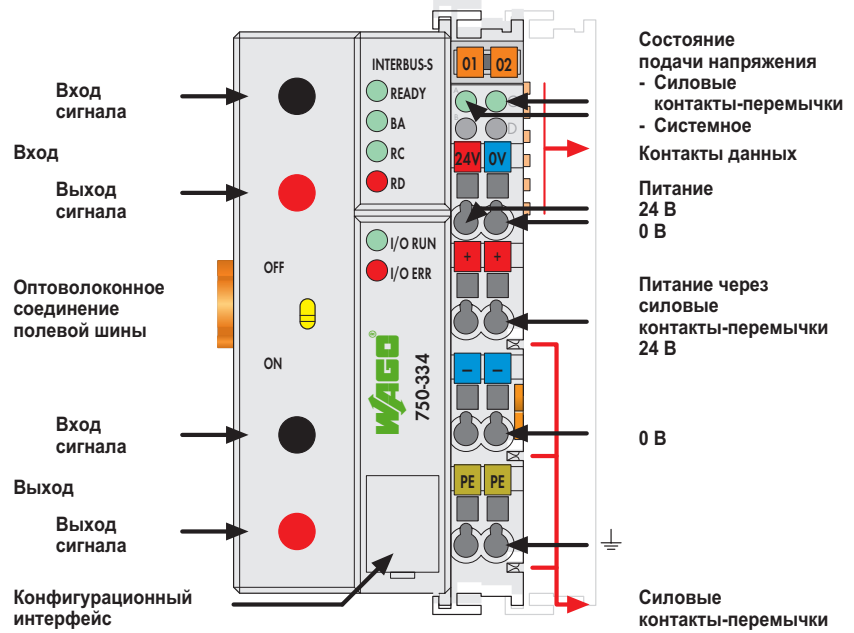 Вход
сигнала
Вход
Выход
сигнала
Оптоволоконное
соединение
полевой шины
Вход
сигнала
Выход
Выход
сигнала
Конфигурационный
интерфейс
OFF
ON
INTERBUS-S
READY
BA
RC
RD
I/O RUN
I/O ERR
WAGO
750-334
01 02
A C
B D
24V 0V
+ +
– –
PE PE
Состояние
подачи напряжения
- Силовые
контакты-перемычки
- Системное
Контакты данных
Питание
24 В
0 В
Питание через
силовые
контакты-перемычки
24 В
0 В
Силовые
контакты-перемычки